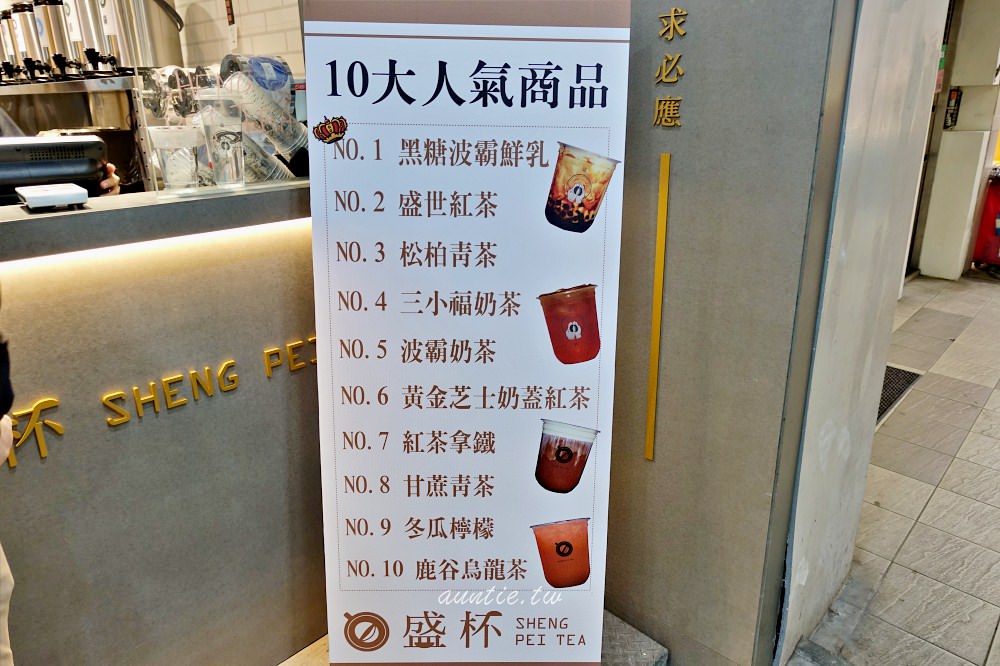 10大人氣商品
NO. 1 黑糖波霸鮮乳
NO. 2 盛世紅茶
NO. 3 松柏青茶
NO. 4 三小福奶茶
NO. 5 波霸奶茶
NO. 6 黃金芝士奶蓋紅茶
NO. 7 紅茶拿鐵
NO. 8 甘蔗青茶
NO. 9 冬瓜檸檬
NO. 10 鹿谷烏龍茶
auntie.tw
盛杯 SHENG
PEI TEA
求必應
杯 SHENG PEI